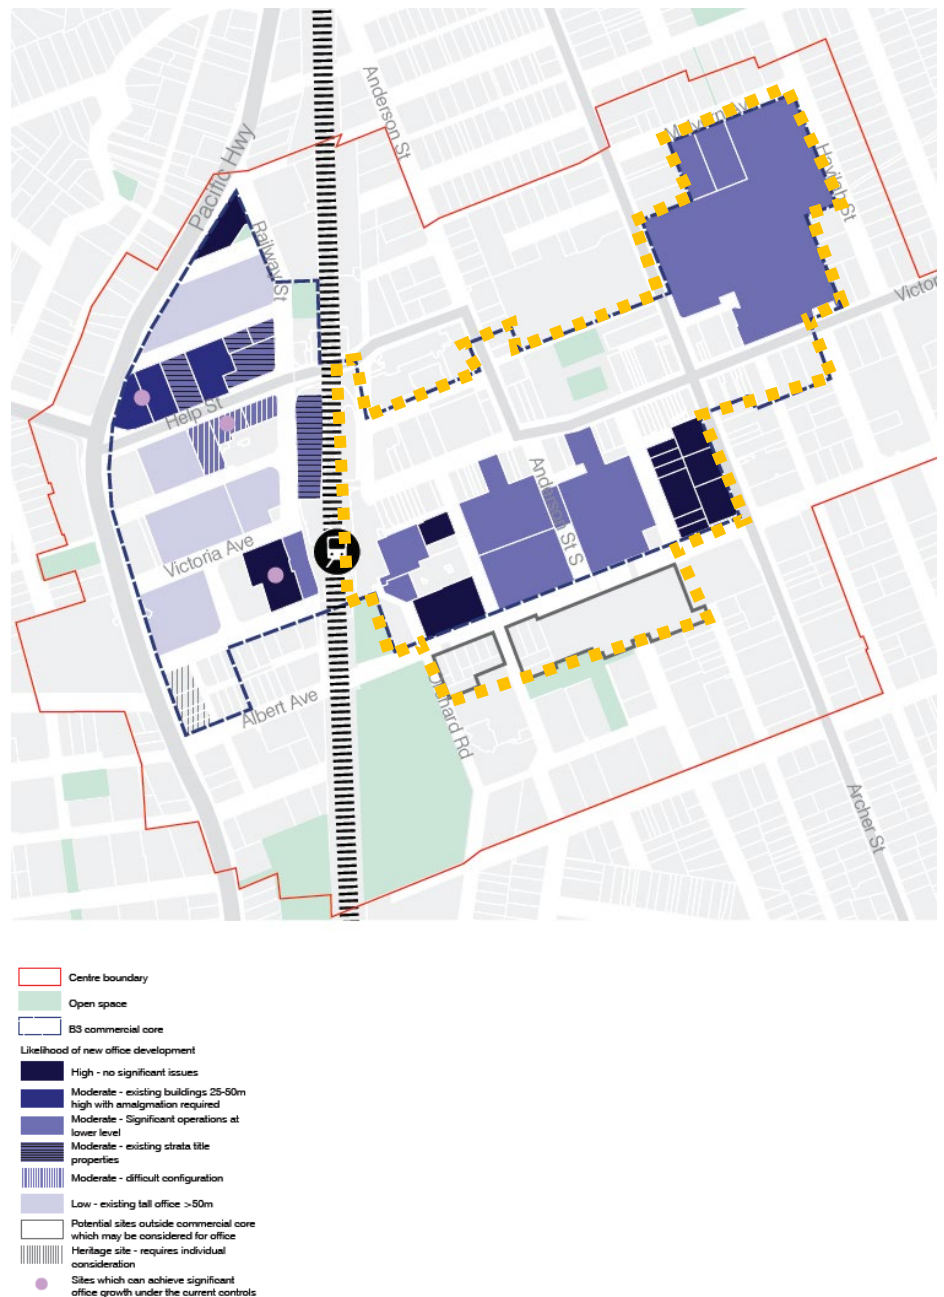 Anderson St
Pacific Hwy
Malvern Ave
Havilah St
Railway St
Victor
Help St
Anderson St S
Victoria Ave
Albert Ave
Orchard Rd
Archer St
Centre boundary
Open space
B3 commercial core
Likelihood of new office development
High - no significant issues
Moderate - existing buildings 25-50m
high with amalgmation required
Moderate - Significant operations at
lower level
Moderate - existing strata title
properties
Moderate - difficult configuration
Low - existing tall office >50m
Potential sites outside commercial core
which may be considered for office
Heritage site - requires individual
consideration
Sites which can achieve significant
office growth under the current controls